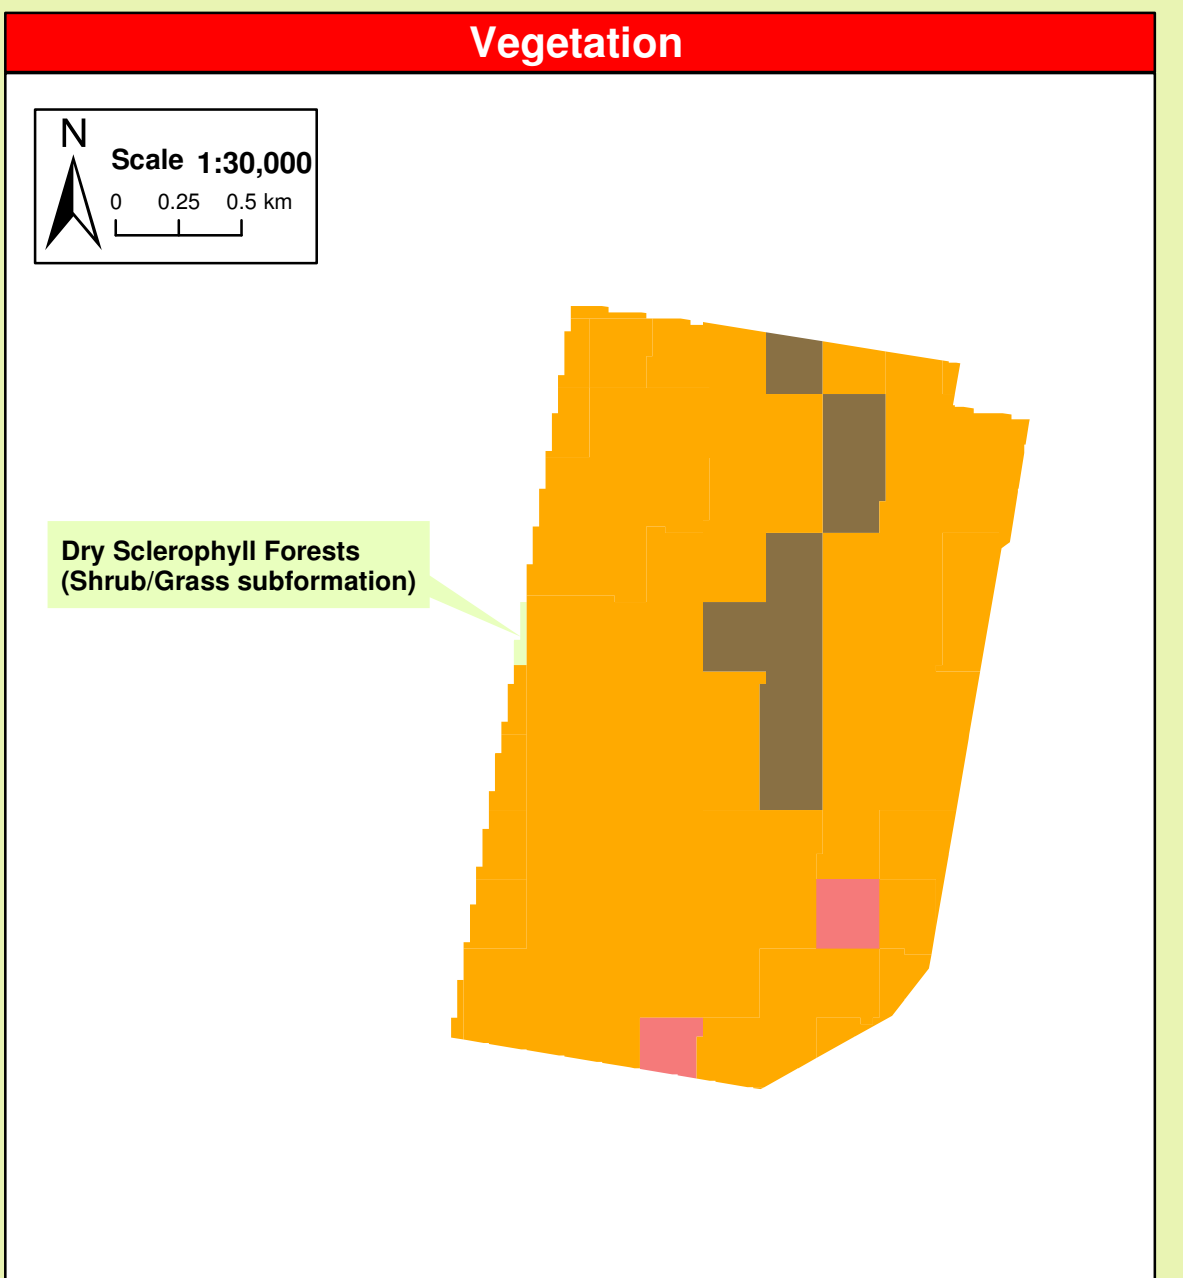 Vegetation
N
Scale 1:30,000
0 0.25 0.5 km
Dry Sclerophyll Forests
(Shrub/Grass subformation)